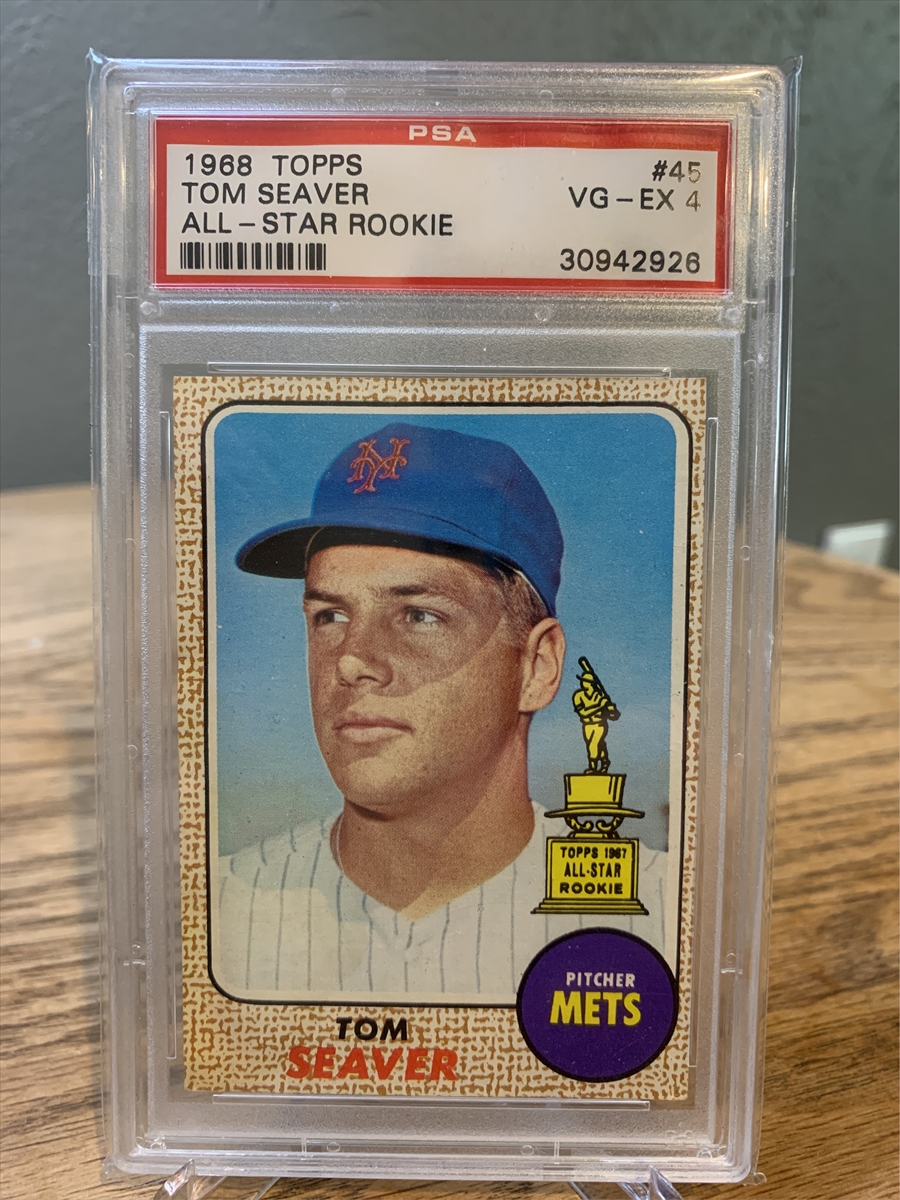 PSA
1968 TOPPS #45
TOM SEAVER VG-EX 4
ALL-STAR ROOKIE
30942926
NY
TOPPS 1967
ALL-STAR
ROOKIE
PITCHER
METS
TOM
SEAVER